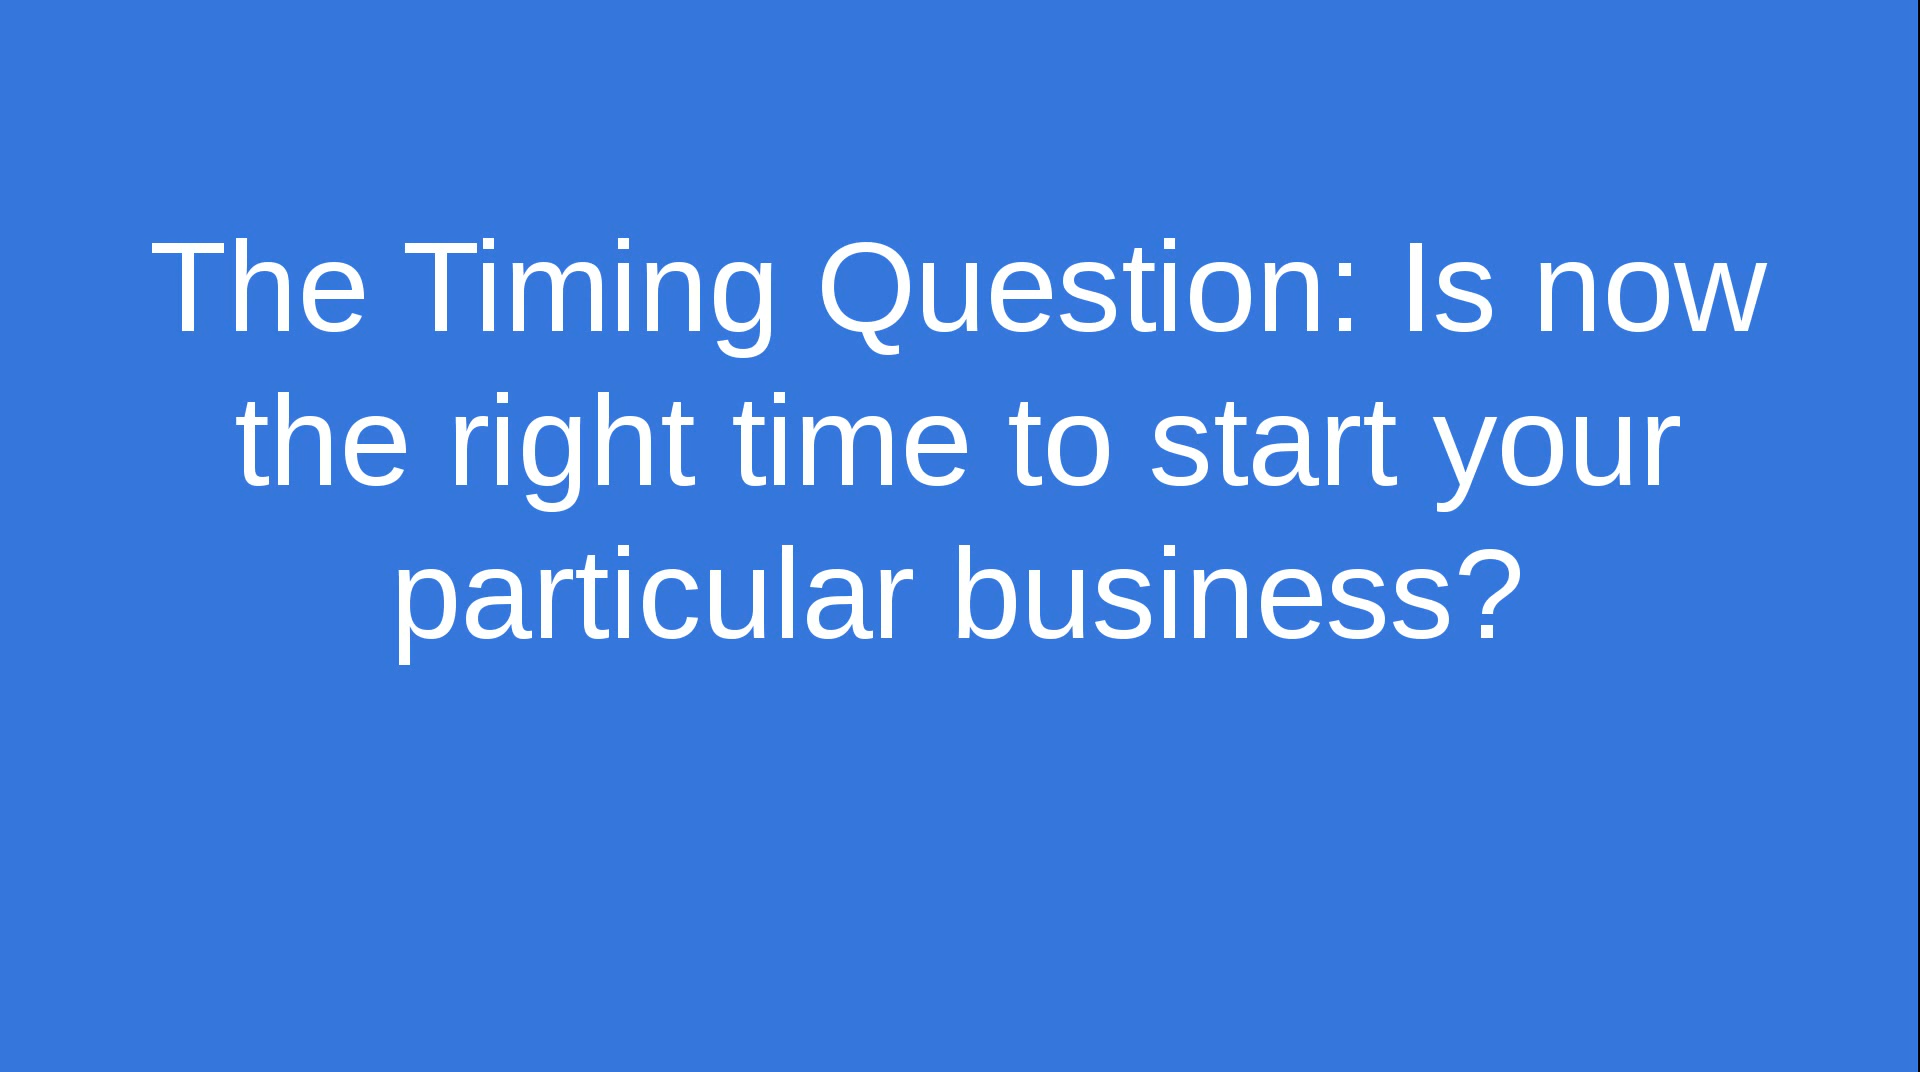 The Timing Question: Is now
the right time to start your
particular business?